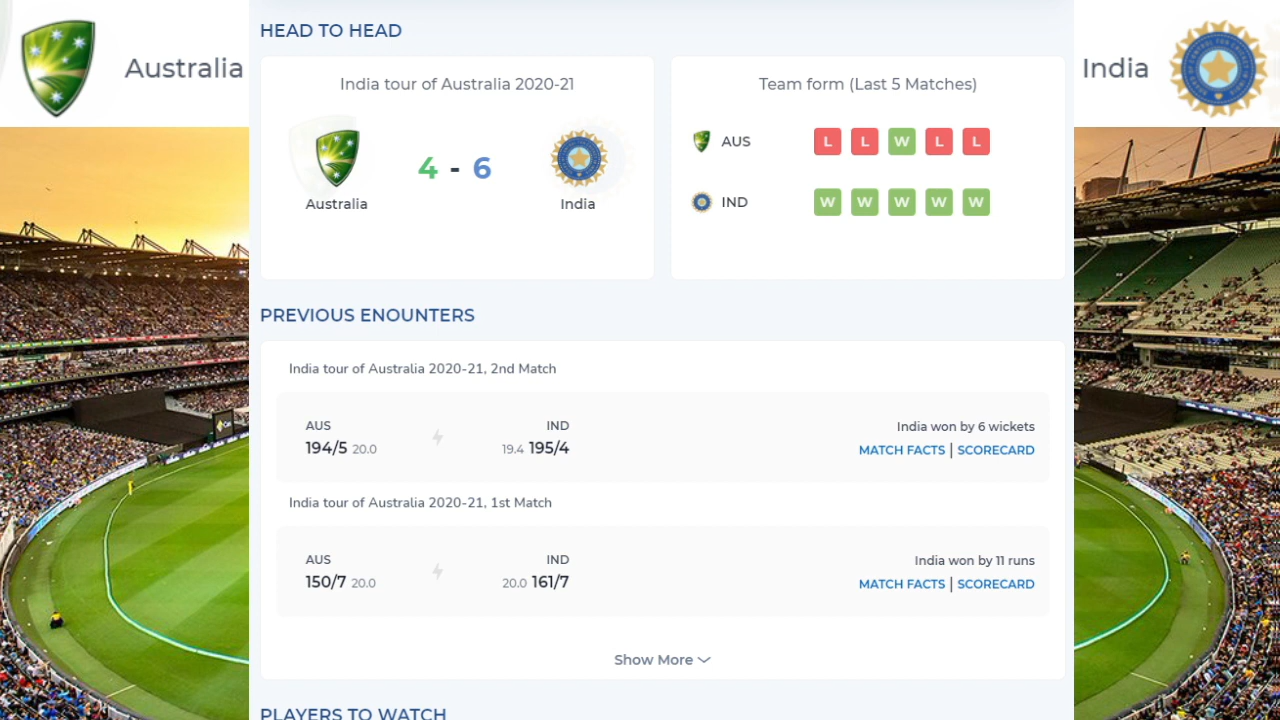 Australia
India
HEAD TO HEAD
India tour of Australia 2020-21
Australia
4 - 6
India
Team form (Last 5 Matches)
AUS L L W L L
IND W W W W W
PREVIOUS ENOUNTERS
India tour of Australia 2020-21, 2nd Match
AUS IND
194/5 20.0 19.4 195/4
India won by 6 wickets
MATCH FACTS | SCORECARD
India tour of Australia 2020-21, 1st Match
AUS IND
150/7 20.0 20.0 161/7
India won by 11 runs
MATCH FACTS | SCORECARD
Show More
PLAYERS TO WATCH